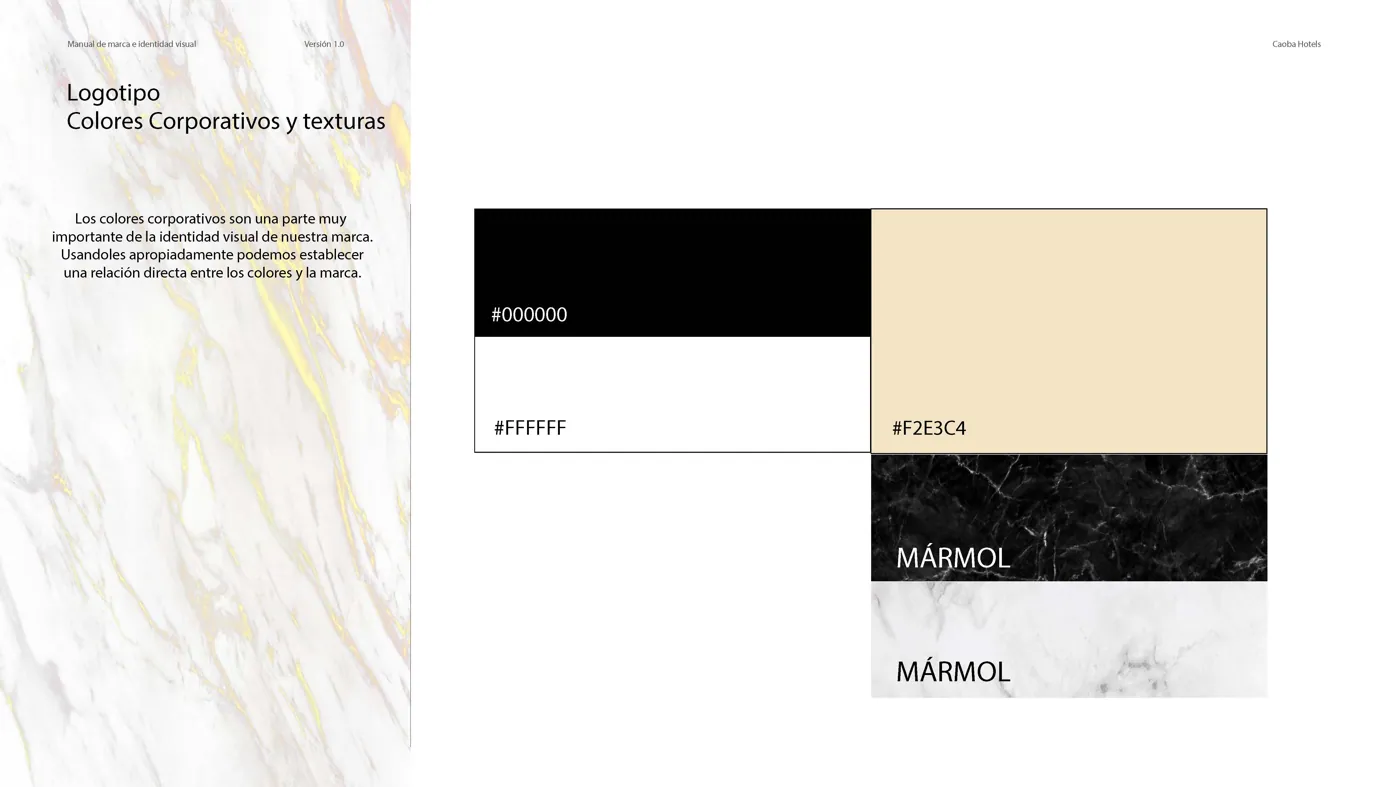 Manual de marca e identidad visual
Versión 1.0
Caoba Hotels
Logotipo
Colores Corporativos y texturas
Los colores corporativos son una parte muy
importante de la identidad visual de nuestra marca.
Usandoles apropiadamente podemos establecer
una relación directa entre los colores y la marca.
#000000
#FFFFFF
#F2E3C4
MÁRMOL
MÁRMOL